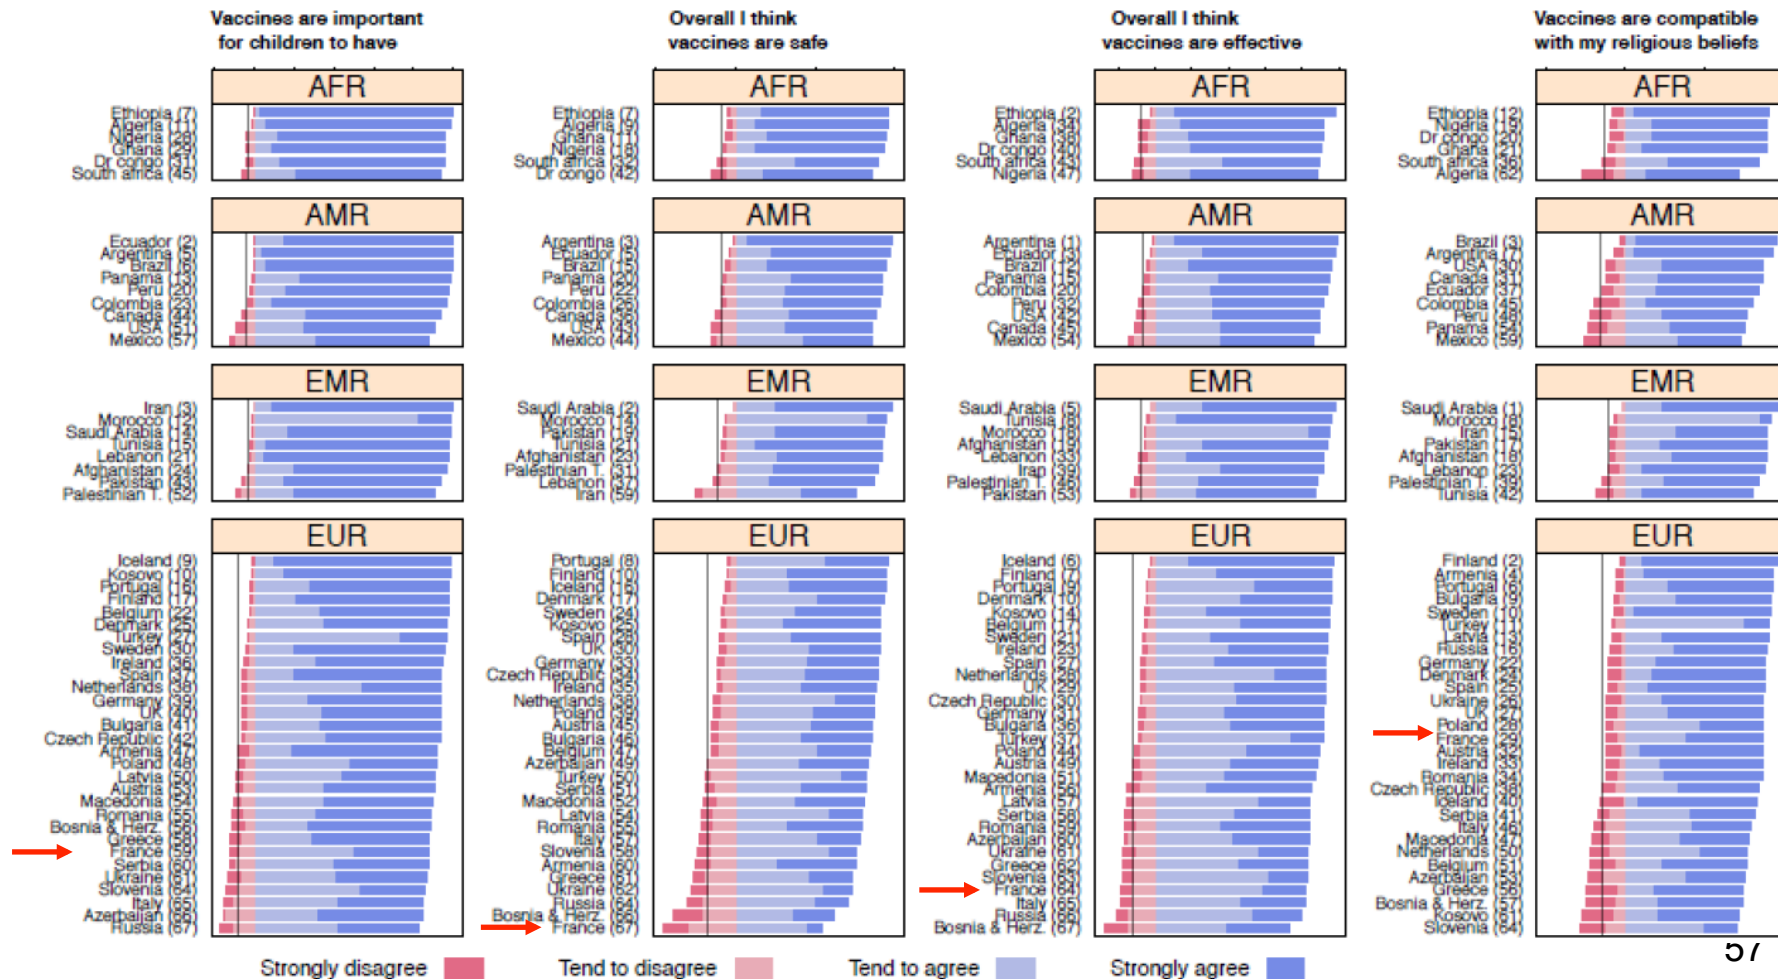 Vaccines are important
for children to have
AFR
Ethiopia (7)
Algeria (11)
Nigeria (28)
Ghana (29)
Dr congo (31)
South africa (45)
AMR
Ecuador (2)
Argentina (5)
Brazil (6)
Panama (13)
Peru (20)
Colombia (23)
Canada (44)
USA (51)
Mexico (57)
EMR
Iran (3)
Morocco (12)
Saudi Arabia (14)
Tunisia (15)
Lebanon (21)
Afghanistan (24)
Pakistan (43)
Palestinian T. (52)
EUR
Iceland (9)
Kosovo (10)
Portugal (16)
Finland (17)
Belgium (22)
Denmark (25)
Turkey (27)
Sweden (30)
Ireland (36)
Spain (37)
Netherlands (38)
Germany (39)
UK (40)
Bulgaria (41)
Czech Republic (42)
Armenia (47)
Poland (48)
Latvia (50)
Austria (53)
Macedonia (54)
Romania (55)
Bosnia & Herz. (56)
Greece (58)
France (59)
Serbia (60)
Ukraine (61)
Slovenia (64)
Italy (65)
Azerbaijan (66)
Russia (67)
Overall I think
vaccines are safe
AFR
Ethiopia (7)
Algeria (9)
Ghana (11)
Nigeria (18)
South africa (32)
Dr congo (42)
AMR
Argentina (3)
Ecuador (5)
Brazil (13)
Panama (20)
Peru (22)
Colombia (26)
Canada (36)
USA (43)
Mexico (44)
EMR
Saudi Arabia (2)
Morocco (14)
Pakistan (19)
Tunisia (21)
Afghanistan (23)
Palestinian T. (31)
Lebanon (37)
Iran (59)
EUR
Portugal (8)
Finland (10)
Iceland (16)
Denmark (17)
Sweden (24)
Kosovo (25)
Spain (28)
UK (30)
Germany (33)
Czech Republic (34)
Ireland (35)
Netherlands (38)
Poland (39)
Austria (45)
Bulgaria (46)
Belgium (47)
Azerbaijan (49)
Turkey (50)
Serbia (51)
Macedonia (52)
Latvia (54)
Romania (55)
Italy (57)
Slovenia (58)
Armenia (60)
Greece (61)
Ukraine (62)
Russia (64)
Bosnia & Herz. (66)
France (67)
Overall I think
vaccines are effective
AFR
Ethiopia (2)
Algeria (34)
Ghana (38)
Dr congo (40)
South africa (43)
Nigeria (47)
AMR
Argentina (1)
Ecuador (3)
Brazil (12)
Panama (15)
Colombia (20)
Peru (32)
USA (42)
Canada (45)
Mexico (54)
EMR
Saudi Arabia (5)
Tunisia (8)
Morocco (18)
Afghanistan (19)
Lebanon (33)
Iran (39)
Palestinian T. (46)
Pakistan (53)
EUR
Iceland (6)
Finland (7)
Portugal (9)
Denmark (10)
Kosovo (14)
Belgium (17)
Sweden (21)
Ireland (23)
Spain (27)
Netherlands (28)
UK (29)
Czech Republic (30)
Germany (31)
Bulgaria (36)
Turkey (37)
Poland (44)
Austria (49)
Macedonia (51)
Armenia (56)
Latvia (57)
Serbia (58)
Romania (59)
Azerbaijan (60)
Ukraine (61)
Greece (62)
Slovenia (63)
France (64)
Italy (65)
Russia (66)
Bosnia & Herz. (67)
Vaccines are compatible
with my religious beliefs
AFR
Ethiopia (12)
Nigeria (19)
Dr congo (20)
Ghana (21)
South africa (36)
Algeria (62)
AMR
Brazil (3)
Argentina (7)
USA (30)
Canada (31)
Ecuador (37)
Colombia (45)
Peru (48)
Panama (54)
Mexico (59)
EMR
Saudi Arabia (1)
Morocco (8)
Iran (15)
Pakistan (17)
Afghanistan (18)
Lebanon (23)
Palestinian T. (39)
Tunisia (42)
EUR
Finland (2)
Armenia (4)
Portugal (6)
Bulgaria (9)
Sweden (10)
Turkey (11)
Latvia (13)
Russia (16)
Germany (22)
Denmark (24)
Spain (25)
Ukraine (26)
UK (27)
Poland (28)
France (29)
Austria (32)
Ireland (33)
Romania (34)
Czech Republic (38)
Iceland (40)
Serbia (41)
Italy (46)
Macedonia (47)
Netherlands (50)
Belgium (51)
Azerbaijan (53)
Greece (56)
Bosnia & Herz. (57)
Kosovo (61)
Slovenia (64)
57
Strongly disagree
Tend to disagree
Tend to agree
Strongly agree